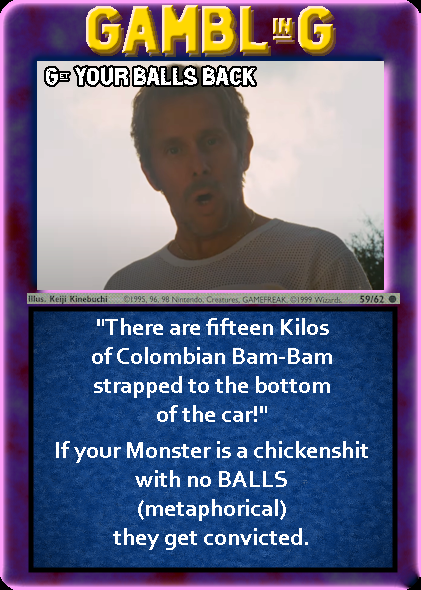 GAMBLING
GET YOUR BALLS BACK
Illus. Keiji Kinebuchi ©1995, 96, 98 Nintendo, Creatures, GAMEFREAK. ©1999 Wizards. 59/62
"There are fifteen Kilos
of Colombian Bam-Bam
strapped to the bottom
of the car!"
If your Monster is a chickenshit
with no BALLS
(metaphorical)
they get convicted.